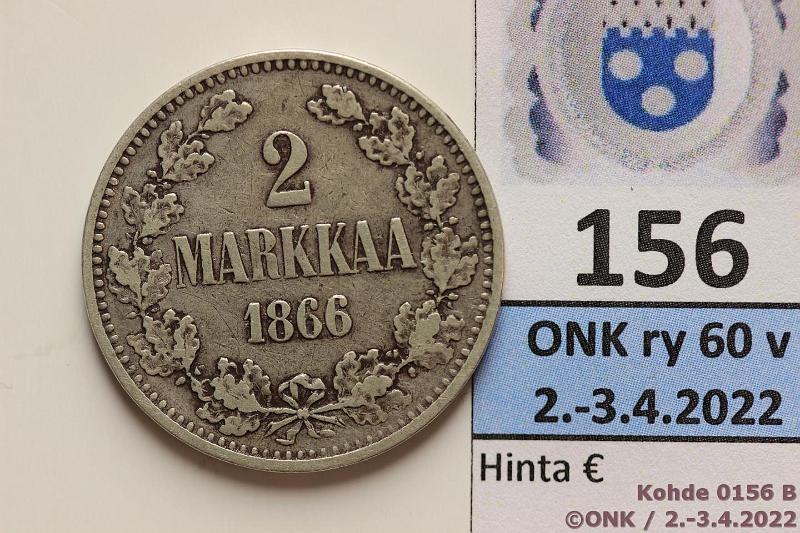 2
MARKKAA
1866
156
ONK ry 60 v
2.-3.4.2022
Hinta €
Kohde 0156 B
©ONK / 2.-3.4.2022